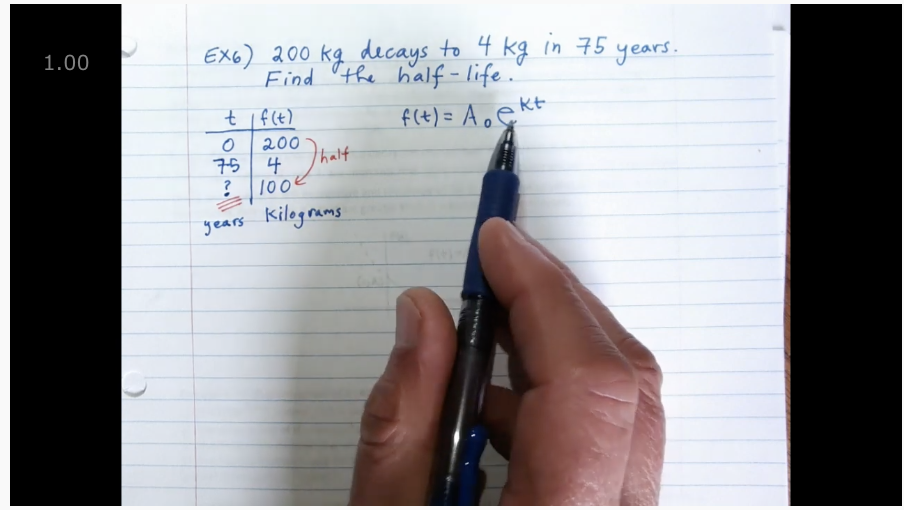 1.00
EX6) 200 kg decays to 4 kg in 75 years.
Find the half-life.
t f(t) f(t) = A₀ e^kt
0 200
75 4 half
? 100
years Kilograms